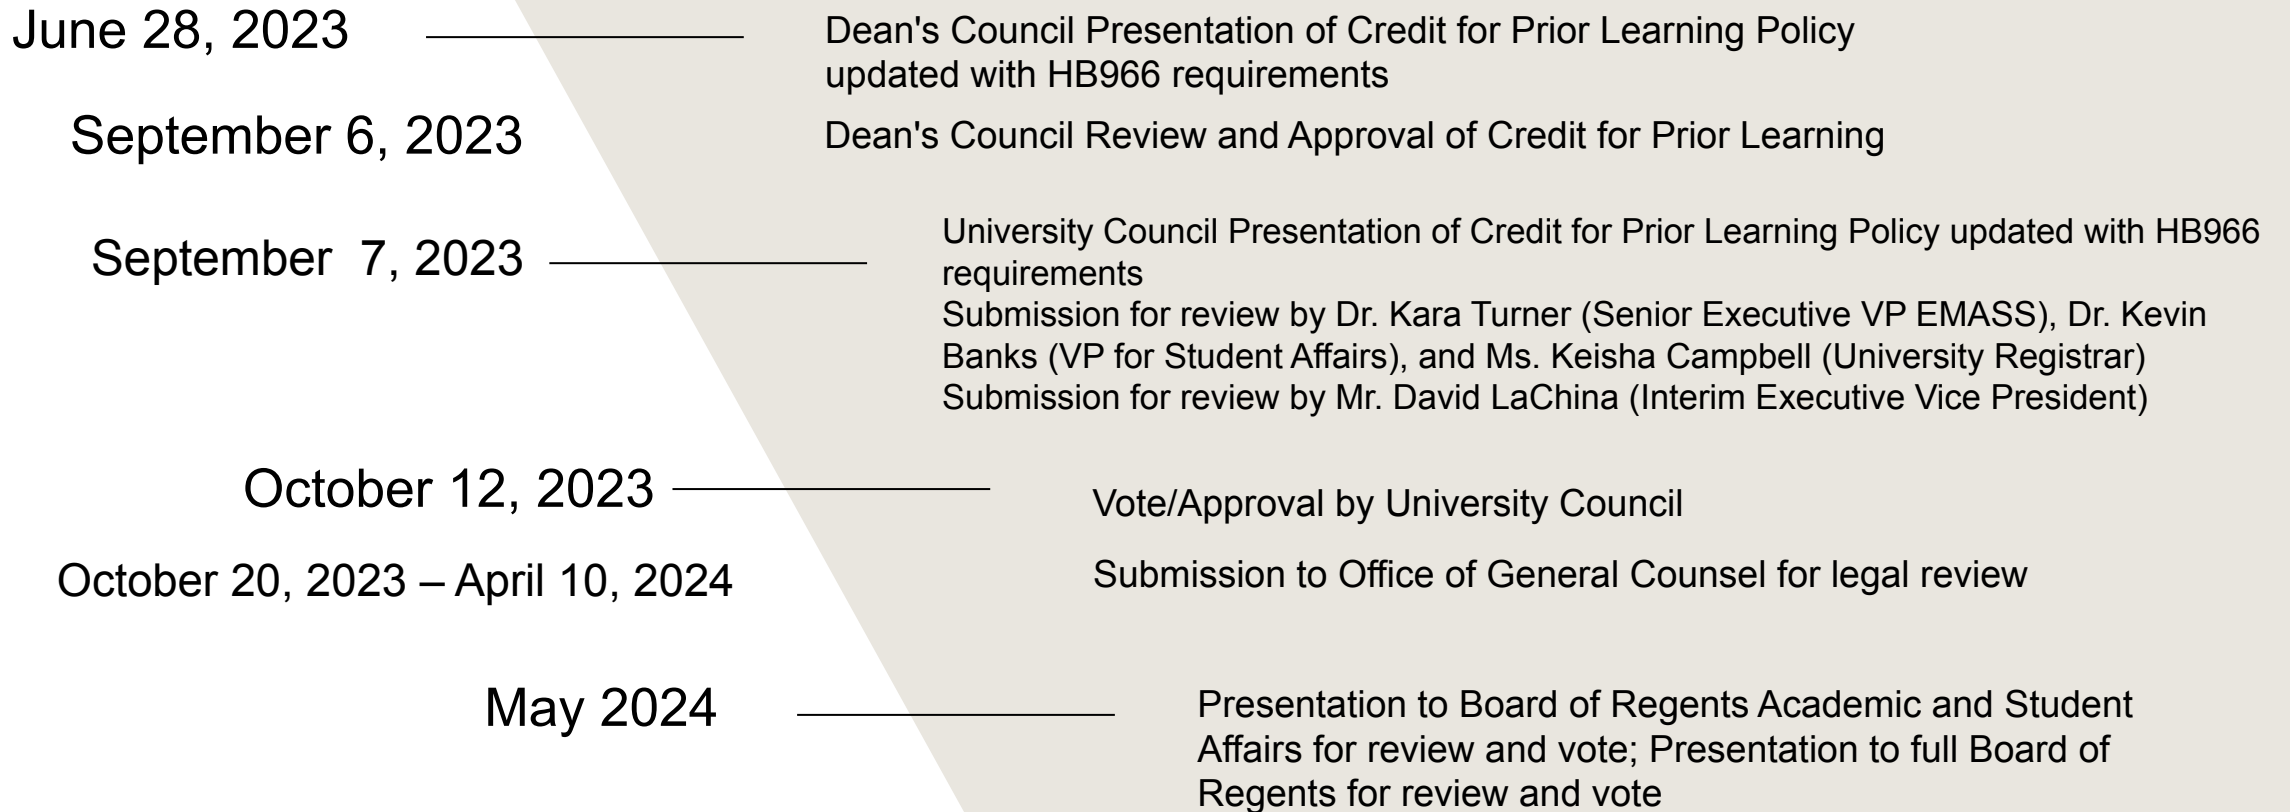 June 28, 2023
Dean's Council Presentation of Credit for Prior Learning Policy
updated with HB966 requirements
September 6, 2023
Dean's Council Review and Approval of Credit for Prior Learning
September  7, 2023
University Council Presentation of Credit for Prior Learning Policy updated with HB966
requirements
Submission for review by Dr. Kara Turner (Senior Executive VP EMASS), Dr. Kevin
Banks (VP for Student Affairs), and Ms. Keisha Campbell (University Registrar)
Submission for review by Mr. David LaChina (Interim Executive Vice President)
October 12, 2023
Vote/Approval by University Council
October 20, 2023 – April 10, 2024
Submission to Office of General Counsel for legal review
May 2024
Presentation to Board of Regents Academic and Student
Affairs for review and vote; Presentation to full Board of
Regents for review and vote